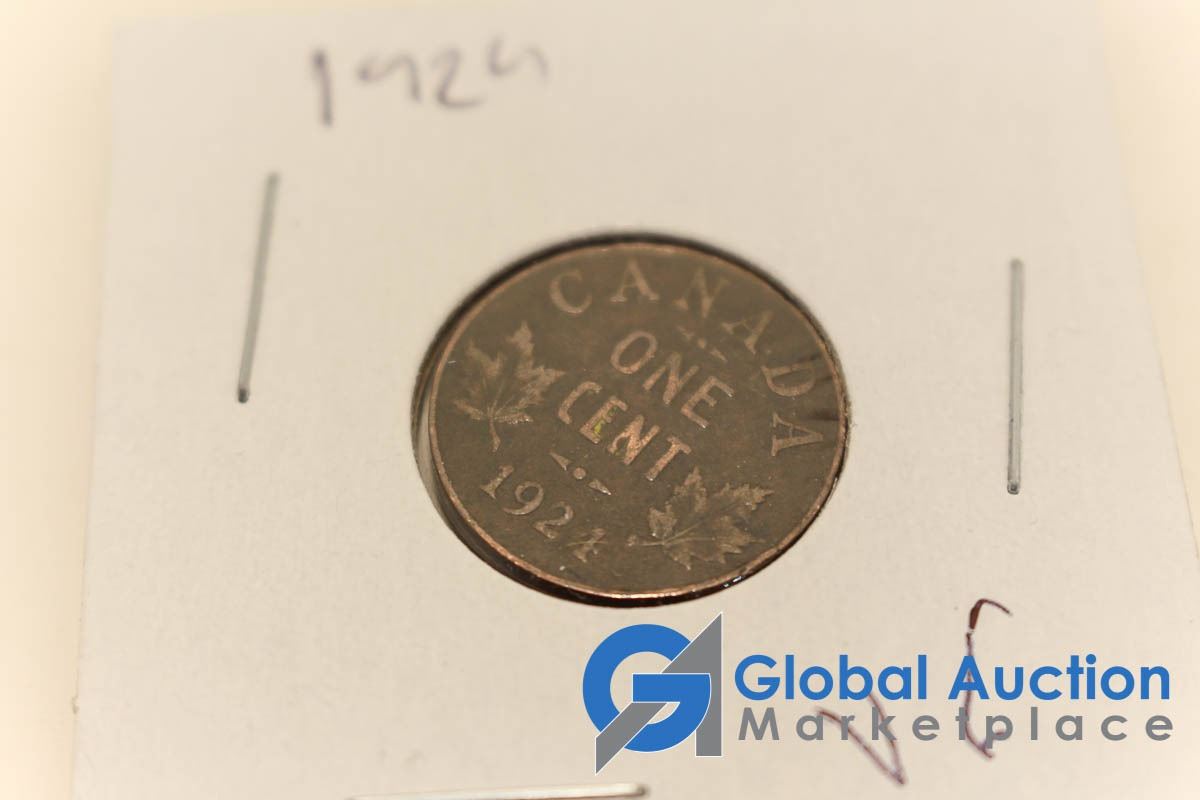 1924
CANADA
ONE
CENT
1924
Global Auction
Marketplace